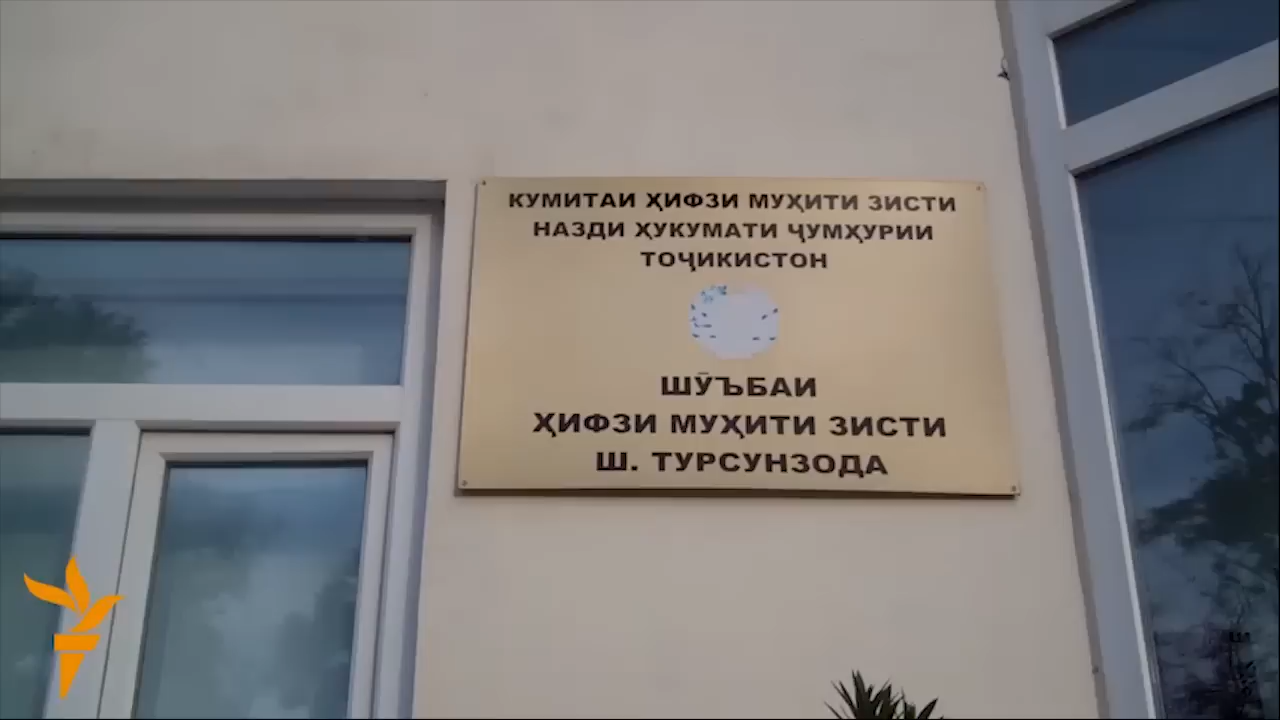 КУМИТАИ ҲИФЗИ МУҲИТИ ЗИСТИ
НАЗДИ ҲУКУМАТИ ҶУМҲУРИИ
ТОҶИКИСТОН
ШӮЪБАИ
ҲИФЗИ МУҲИТИ ЗИСТИ
Ш. ТУРСУНЗОДА